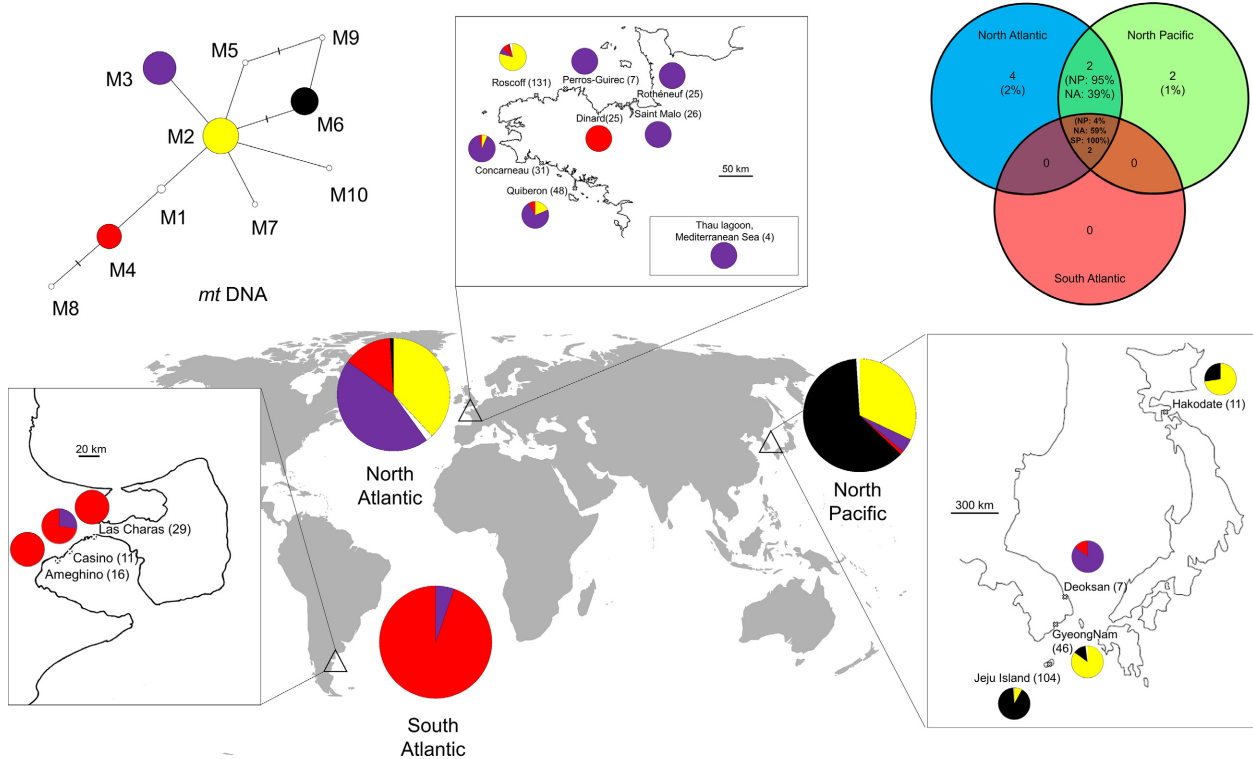 M9
M5
M3
M6
M2
M10
M1
M7
M4
M8
mt DNA
Roscoff (131)
Perros-Guirec (7)
Rothéneuf (25)
Dinard(25)
Saint Malo (26)
Concarneau (31)
Quiberon (48)
50 km
Thau lagoon,
Mediterranean Sea (4)
North Atlantic
North Pacific
4
(2%)
2
(NP: 95%
NA: 39%)
2
(1%)
(NP: 4%
NA: 59%
SP: 100%)
2
0
0
0
South Atlantic
20 km
Las Charas (29)
Casino (11)
Ameghino (16)
North
Atlantic
North
Pacific
South
Atlantic
Hakodate (11)
300 km
Deoksan (7)
GyeongNam
(46)
Jeju Island (104)